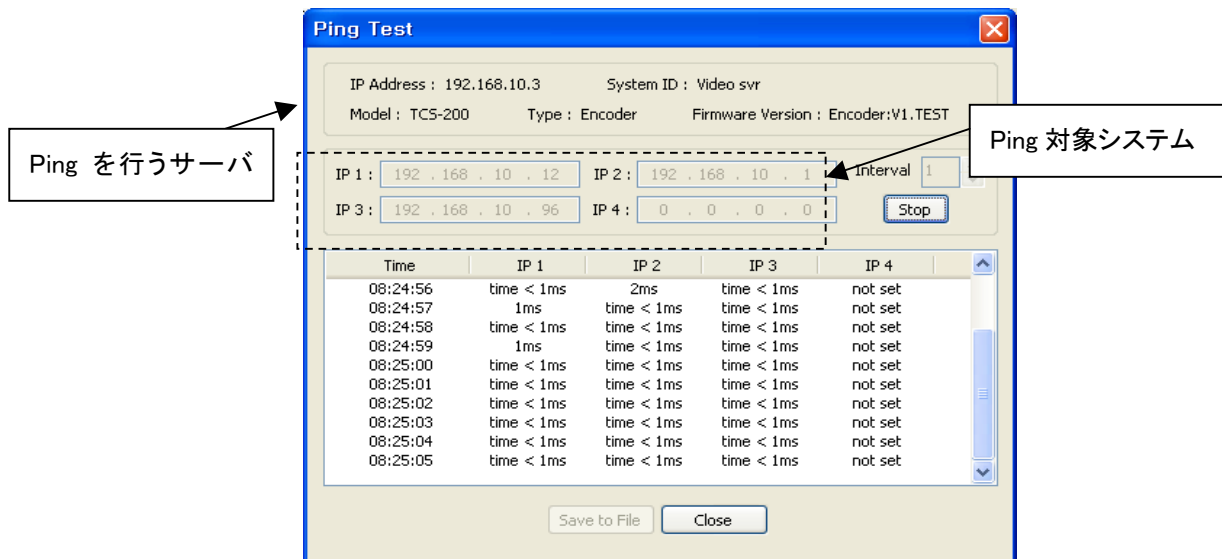 Ping Test
IP Address : 192.168.10.3 System ID : Video svr
Model : TCS-200 Type : Encoder Firmware Version : Encoder:V1.TEST
Ping を行うサーバ
Ping 対象システム
IP 1 : 192 . 168 . 10 . 12 IP 2 : 192 . 168 . 10 . 1 Interval 1
IP 3 : 192 . 168 . 10 . 96 IP 4 : 0 . 0 . 0 . 0 Stop
Time IP 1 IP 2 IP 3 IP 4
08:24:56 time < 1ms 2ms time < 1ms not set
08:24:57 1ms time < 1ms time < 1ms not set
08:24:58 time < 1ms time < 1ms time < 1ms not set
08:24:59 1ms time < 1ms time < 1ms not set
08:25:00 time < 1ms time < 1ms time < 1ms not set
08:25:01 time < 1ms time < 1ms time < 1ms not set
08:25:02 time < 1ms time < 1ms time < 1ms not set
08:25:03 time < 1ms time < 1ms time < 1ms not set
08:25:04 time < 1ms time < 1ms time < 1ms not set
08:25:05 time < 1ms time < 1ms time < 1ms not set
Save to File Close